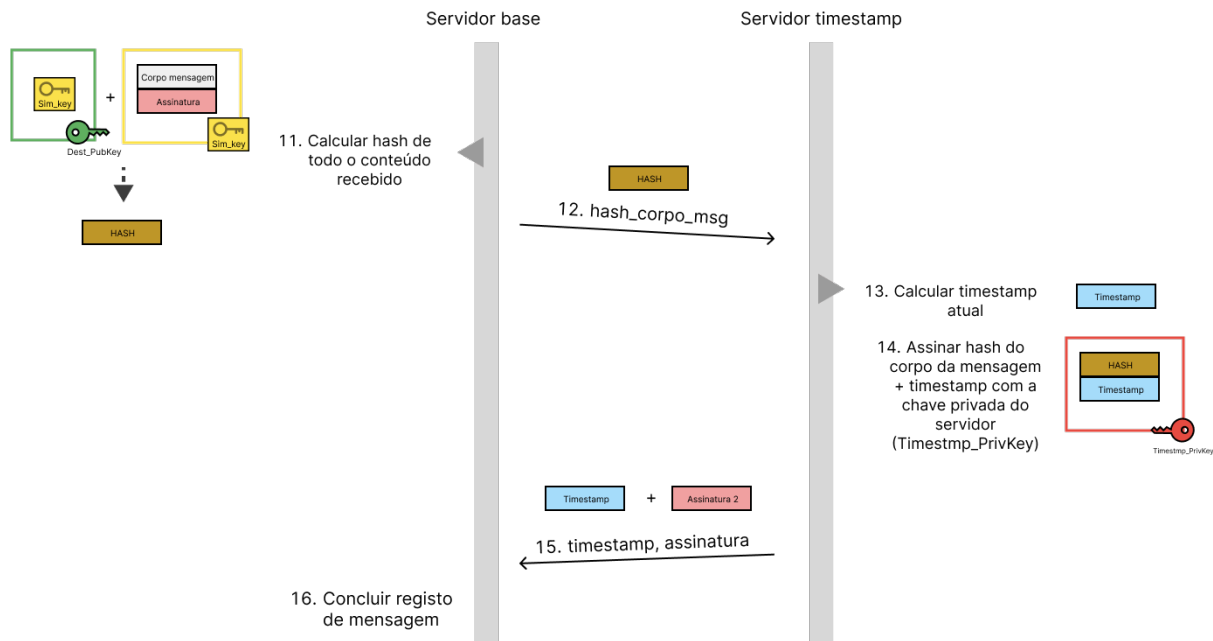 Servidor base
Servidor timestamp
Sim_key
+
Corpo mensagem
Assinatura
Sim_key
Dest_PubKey
HASH
11. Calcular hash de
todo o conteúdo
recebido
HASH
12. hash_corpo_msg
13. Calcular timestamp
atual
Timestamp
14. Assinar hash do
corpo da mensagem
+ timestamp com a
chave privada do
servidor
(Timestmp_PrivKey)
HASH
Timestamp
Timestmp_PrivKey
Timestamp
+
Assinatura 2
15. timestamp, assinatura
16. Concluir registo
de mensagem